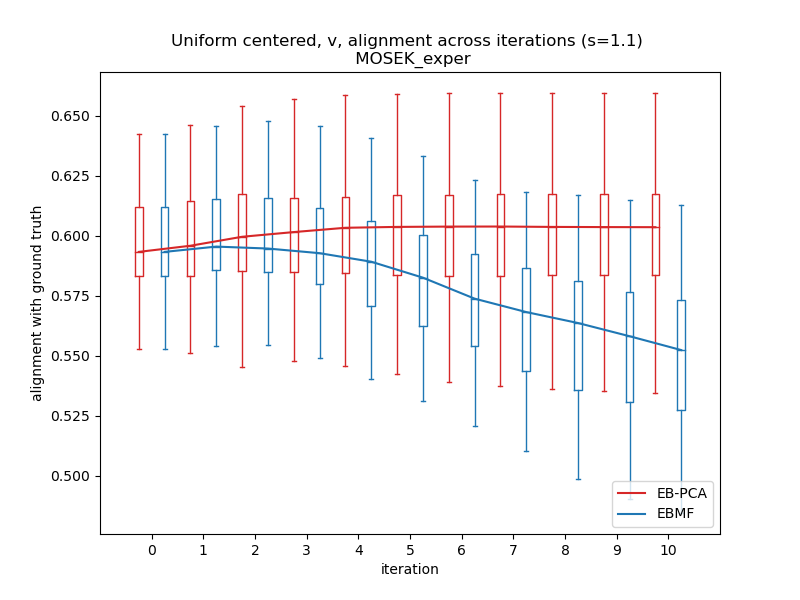 Uniform centered, v, alignment across iterations (s=1.1)
MOSEK_exper
alignment with ground truth
0.650
0.625
0.600
0.575
0.550
0.525
0.500
EB-PCA
EBMF
0 1 2 3 4 5 6 7 8 9 10
iteration